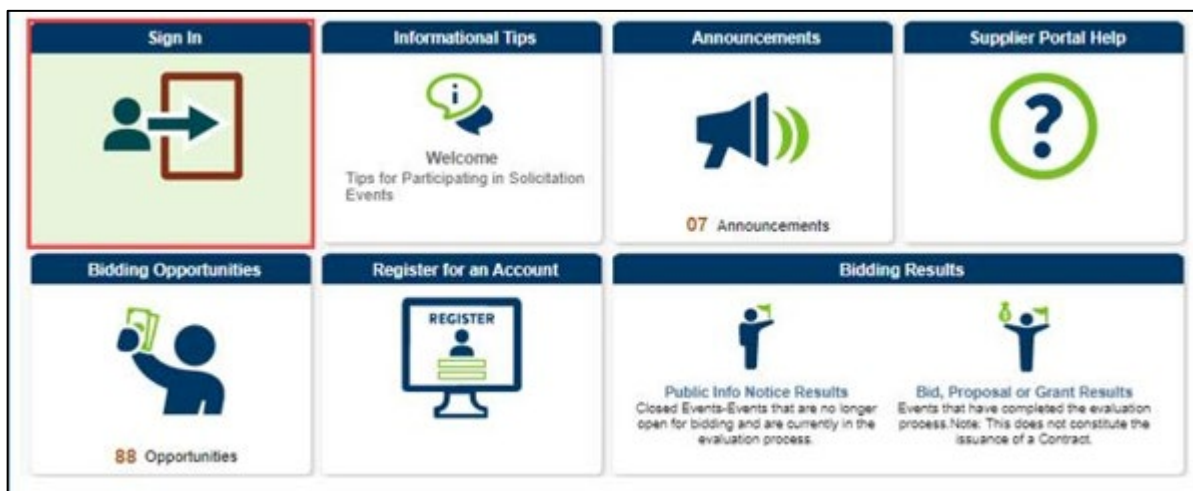 Sign In
Informational Tips
Announcements
Supplier Portal Help
i
Welcome
Tips for Participating in Solicitation
Events
07 Announcements
?
Bidding Opportunities
Register for an Account
Bidding Results
88 Opportunities
REGISTER
Public Info Notice Results
Closed Events-Events that are no longer
open for bidding and are currently in the
evaluation process.
Bid, Proposal or Grant Results
Events that have completed the evaluation
process.Note: This does not constitute the
issuance of a Contract.